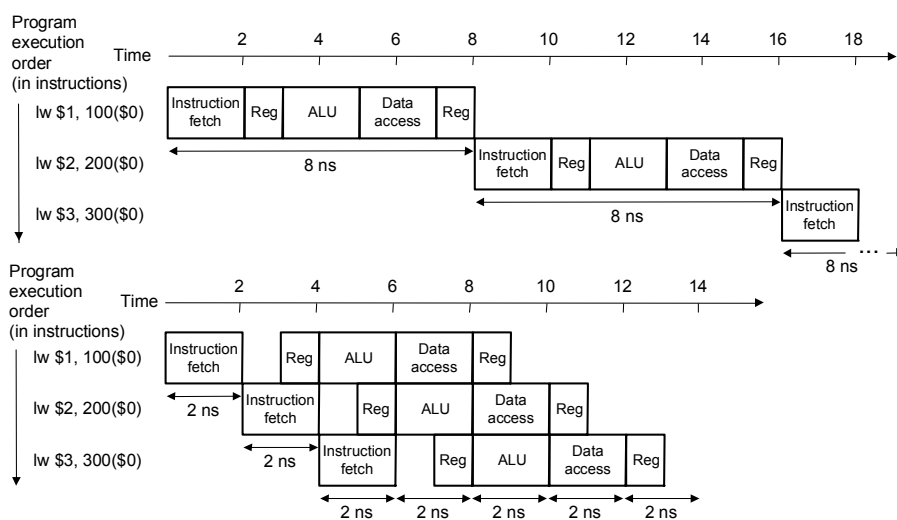 Program
execution
order
(in instructions)
Time
2 4 6 8 10 12 14 16 18
lw $1, 100($0)
Instruction
fetch
Reg
ALU
Data
access
Reg
8 ns
lw $2, 200($0)
Instruction
fetch
Reg
ALU
Data
access
Reg
8 ns
lw $3, 300($0)
Instruction
fetch
...
8 ns
Program
execution
order
(in instructions)
Time
2 4 6 8 10 12 14
lw $1, 100($0)
Instruction
fetch
Reg
ALU
Data
access
Reg
2 ns
lw $2, 200($0)
Instruction
fetch
Reg
ALU
Data
access
Reg
2 ns
lw $3, 300($0)
Instruction
fetch
Reg
ALU
Data
access
Reg
2 ns 2 ns 2 ns 2 ns 2 ns